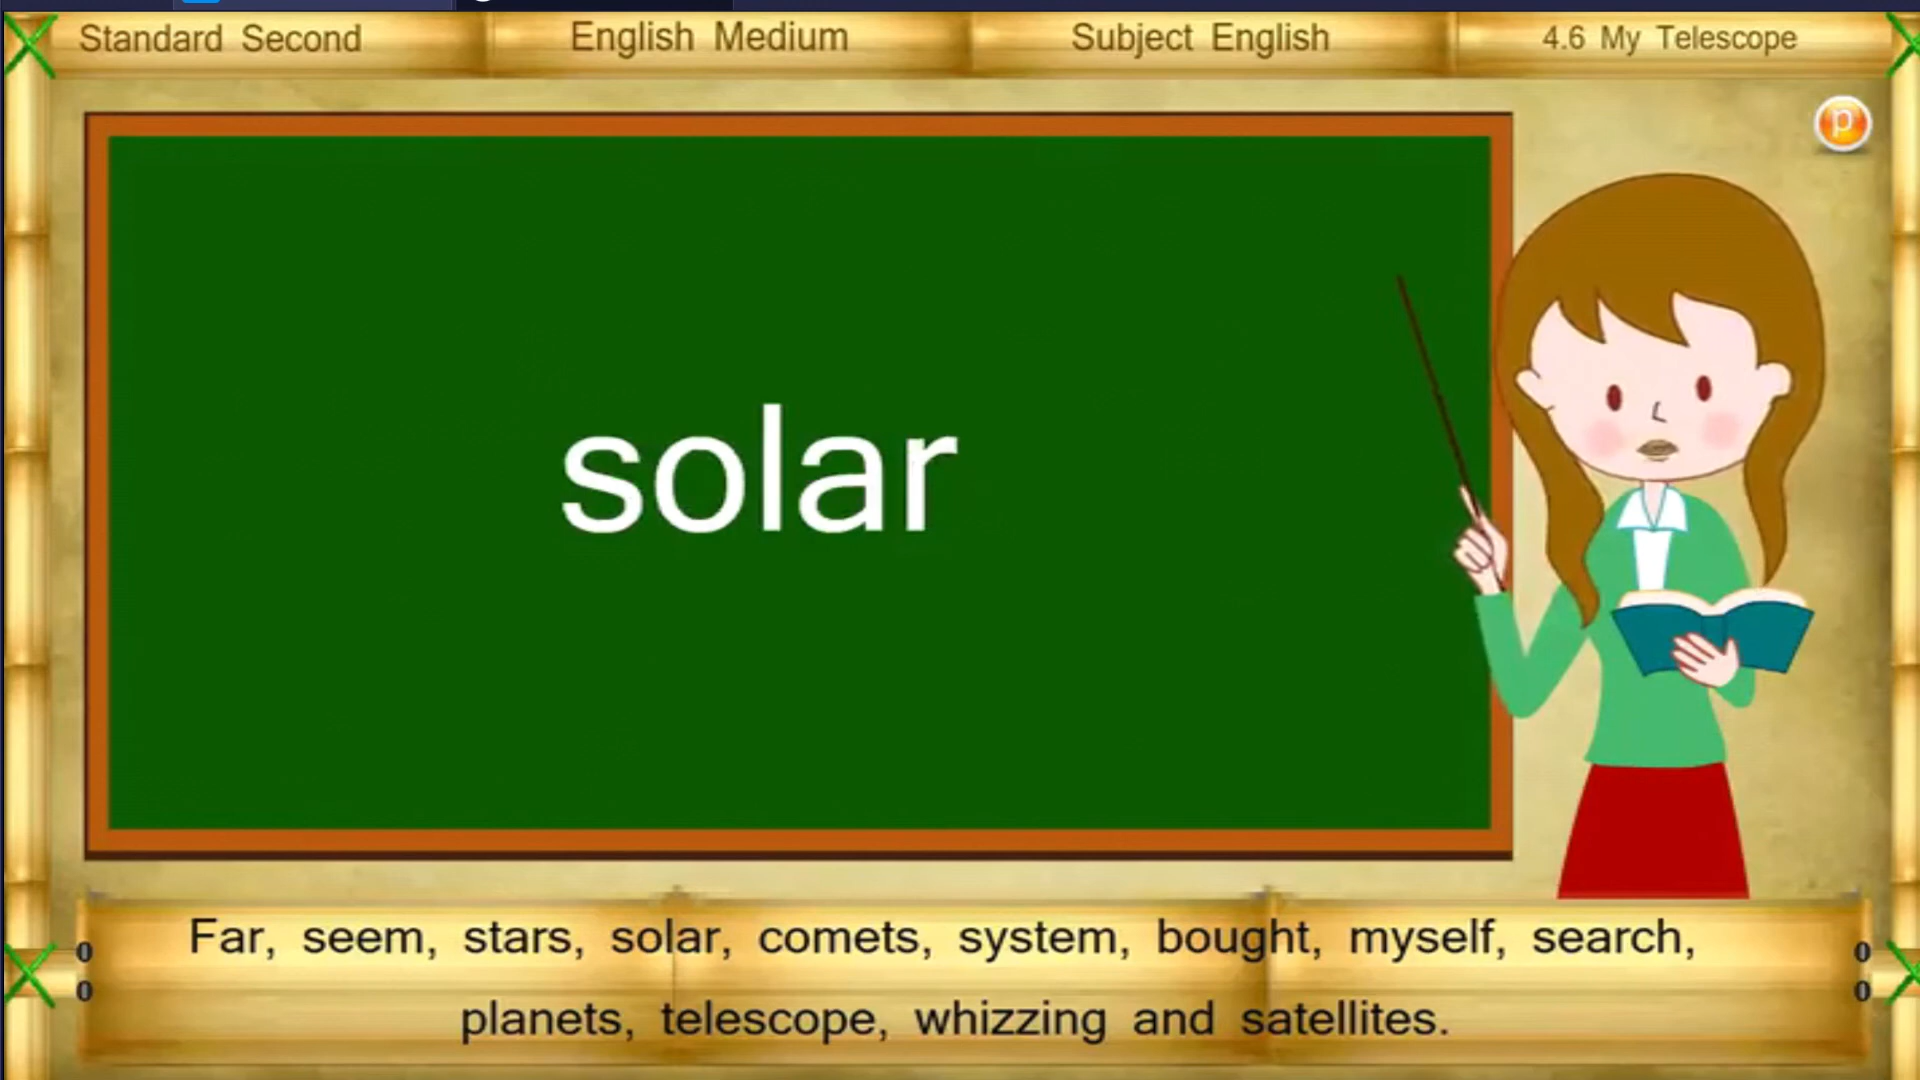 Standard Second
English Medium
Subject English
4.6 My Telescope
p
solar
Far, seem, stars, solar, comets, system, bought, myself, search,
planets, telescope, whizzing and satellites.